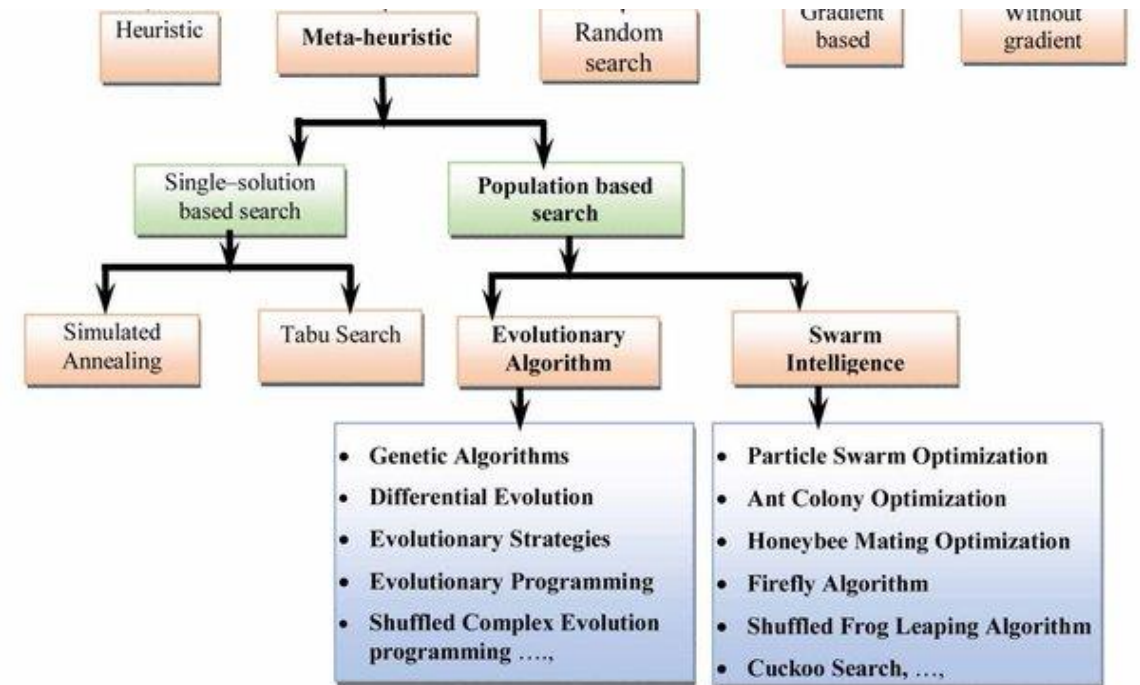 Heuristic
Meta-heuristic
Random
search
Gradient
based
Without
gradient
Single–solution
based search
Population based
search
Simulated
Annealing
Tabu Search
Evolutionary
Algorithm
Swarm
Intelligence
• Genetic Algorithms
• Differential Evolution
• Evolutionary Strategies
• Evolutionary Programming
• Shuffled Complex Evolution
programming ....,
• Particle Swarm Optimization
• Ant Colony Optimization
• Honeybee Mating Optimization
• Firefly Algorithm
• Shuffled Frog Leaping Algorithm
• Cuckoo Search, ...,